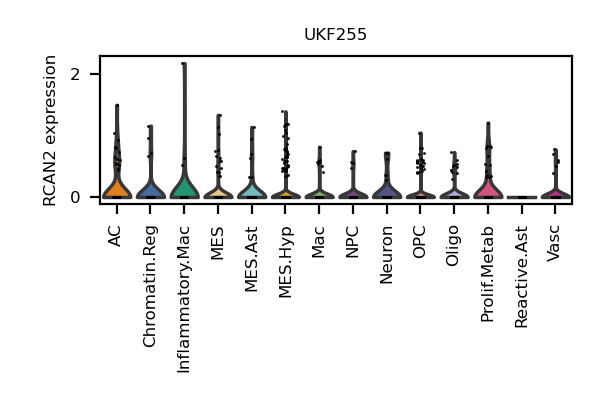 UKF255
RCAN2 expression
2
0
AC
Chromatin.Reg
Inflammatory.Mac
MES
MES.Ast
MES.Hyp
Mac
NPC
Neuron
OPC
Oligo
Prolif.Metab
Reactive.Ast
Vasc